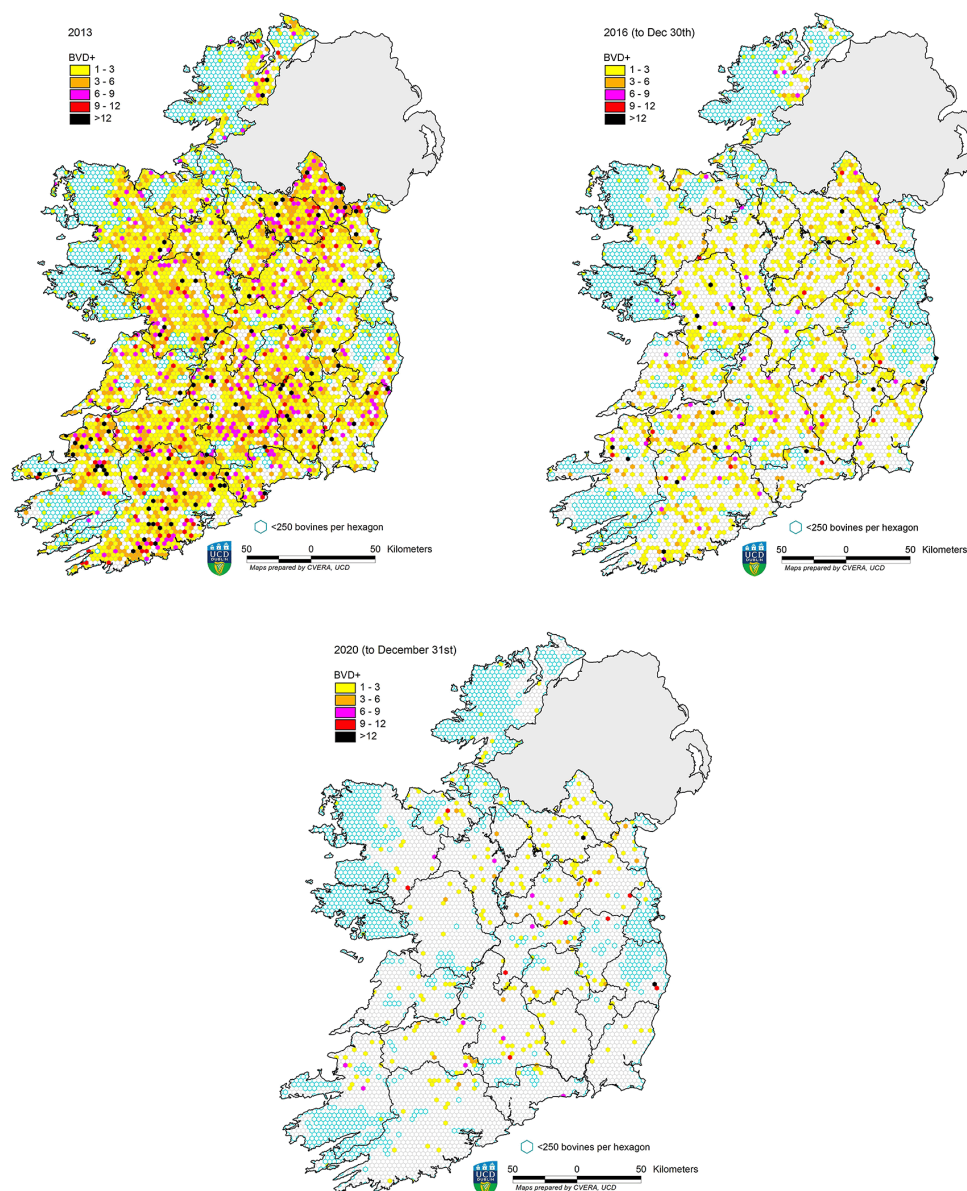 2013
BVD+
1 - 3
3 - 6
6 - 9
9 - 12
>12
<250 bovines per hexagon
UCD
DUBLIN
50 0 50 Kilometers
Maps prepared by CVERA, UCD
2016 (to Dec 30th)
BVD+
1 - 3
3 - 6
6 - 9
9 - 12
>12
<250 bovines per hexagon
UCD
DUBLIN
50 0 50 Kilometers
Maps prepared by CVERA, UCD
2020 (to December 31st)
BVD+
1 - 3
3 - 6
6 - 9
9 - 12
>12
<250 bovines per hexagon
UCD
DUBLIN
50 0 50 Kilometers
Maps prepared by CVERA, UCD